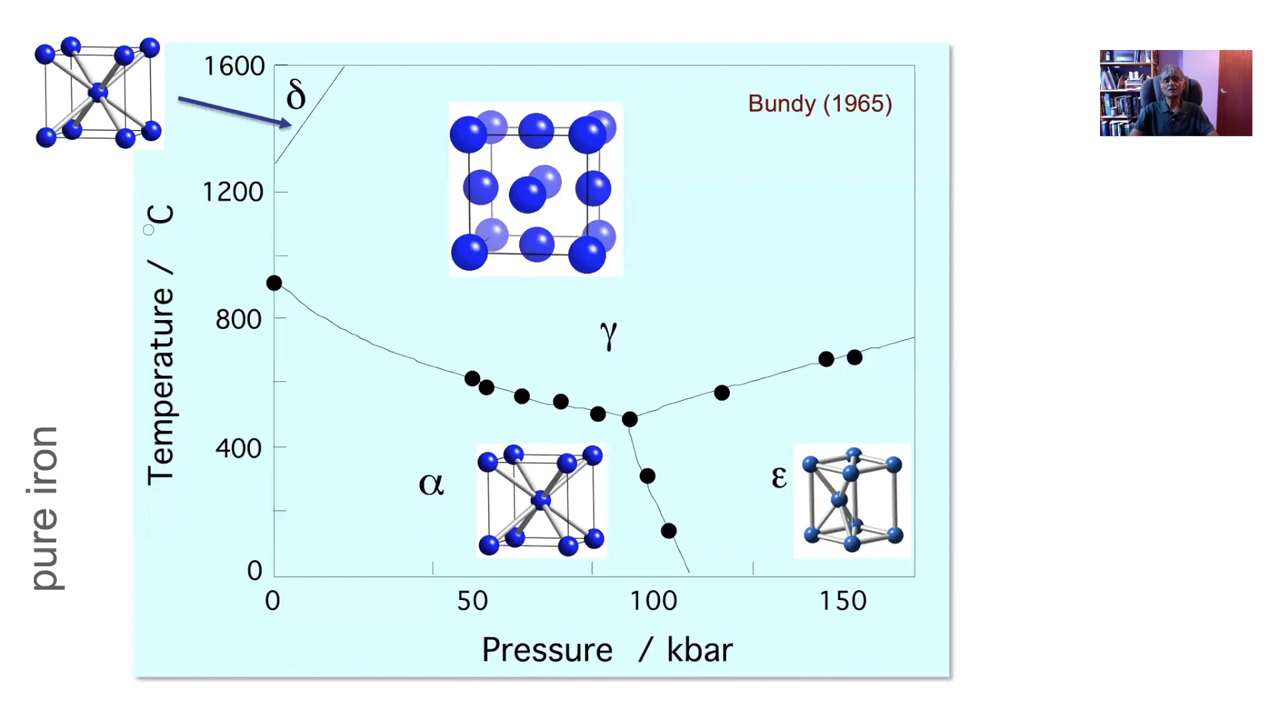 1600
δ
Bundy (1965)
1200
800
γ
400
α
ε
0
0 50 100 150
Temperature / °C
Pressure / kbar
pure iron